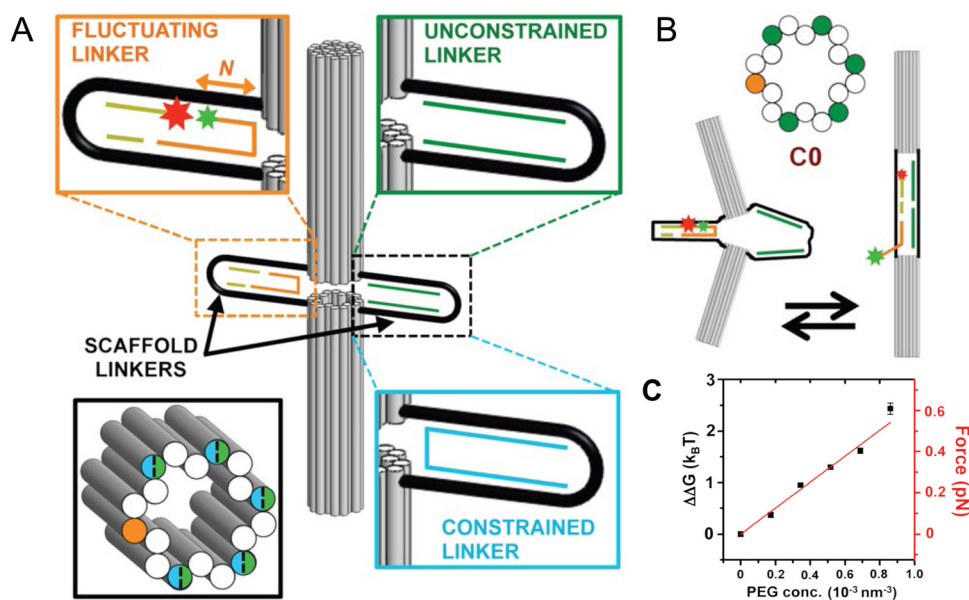 A
FLUCTUATING
LINKER
N
UNCONSTRAINED
LINKER
SCAFFOLD
LINKERS
CONSTRAINED
LINKER
B
C0
C
ΔΔG (kBT)
3
2
1
0
Force (pN)
0.6
0.4
0.2
0
0 0.2 0.4 0.6 0.8 1.0
PEG conc. (10⁻³ nm⁻³)